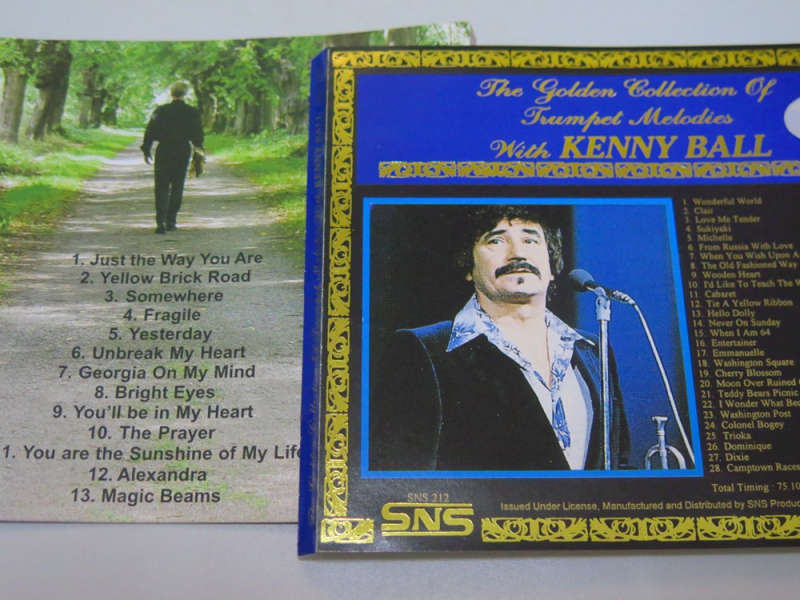 1. Just the Way You Are
2. Yellow Brick Road
3. Somewhere
4. Fragile
5. Yesterday
6. Unbreak My Heart
7. Georgia On My Mind
8. Bright Eyes
9. You'll be in My Heart
10. The Prayer
1. You are the Sunshine of My Life
12. Alexandra
13. Magic Beams
KENNY BALL
The Golden Collection Of
Trumpet Melodies
With KENNY BALL
1. Wonderful World
2. Clair
3. Love Me Tender
4. Sukiyaki
5. Michelle
6. From Russia With Love
7. When You Wish Upon A
8. The Old Fashioned Way
9. Wooden Heart
10. I'd Like To Teach The W
11. Cabaret
12. Tie A Yellow Ribbon
13. Hello Dolly
14. Never On Sunday
15. When I Am 64
16. Entertainer
17. Emmanuelle
18. Washington Square
19. Cherry Blossom
20. Moon Over Ruined
21. Teddy Bears Picnic
22. I Wonder What Bec
23. Washington Post
24. Colonel Bogey
25. Trioka
26. Dominique
27. Dixie
28. Camptown Races
Total Timing : 75.10
SNS 212
SNS
Issued Under License, Manufactured and Distributed by SNS Produc